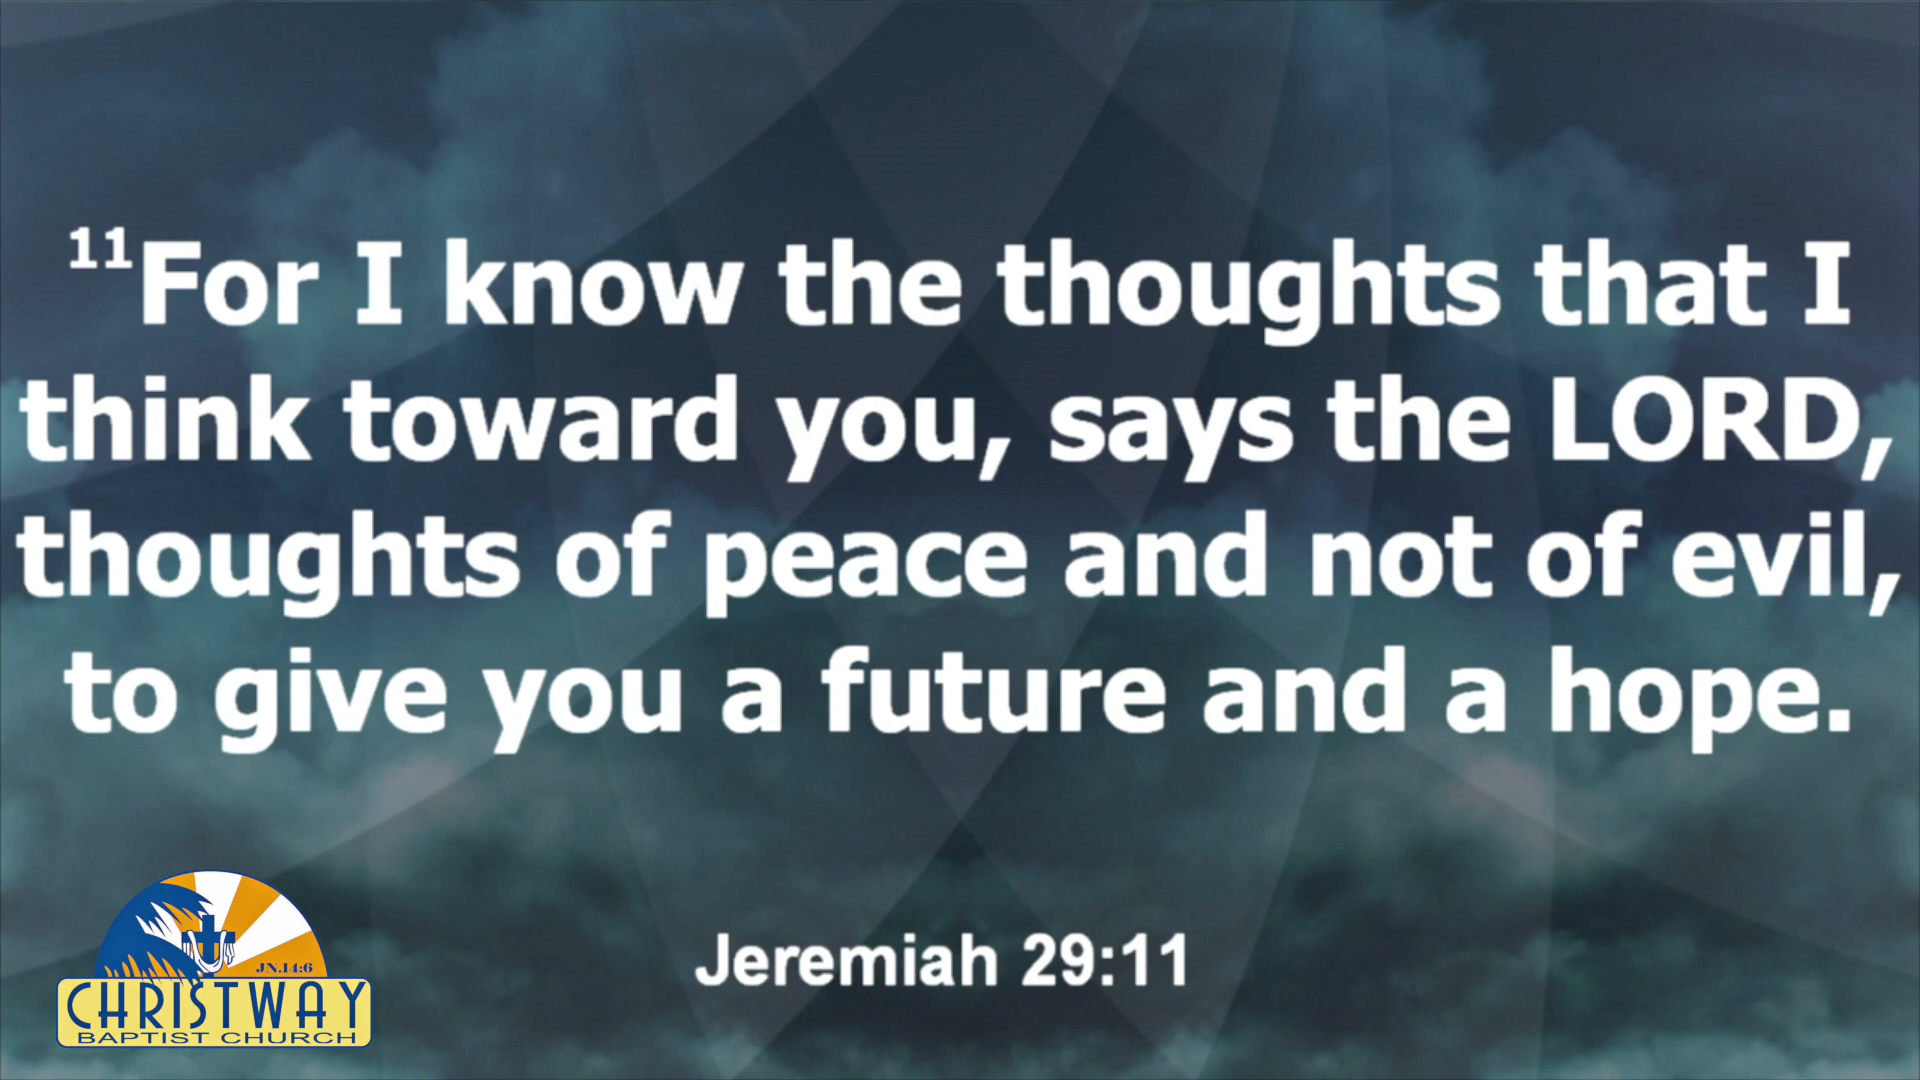 11For I know the thoughts that I
think toward you, says the LORD,
thoughts of peace and not of evil,
to give you a future and a hope.
Jeremiah 29:11
JN.14:6
CHRISTWAY
BAPTIST CHURCH